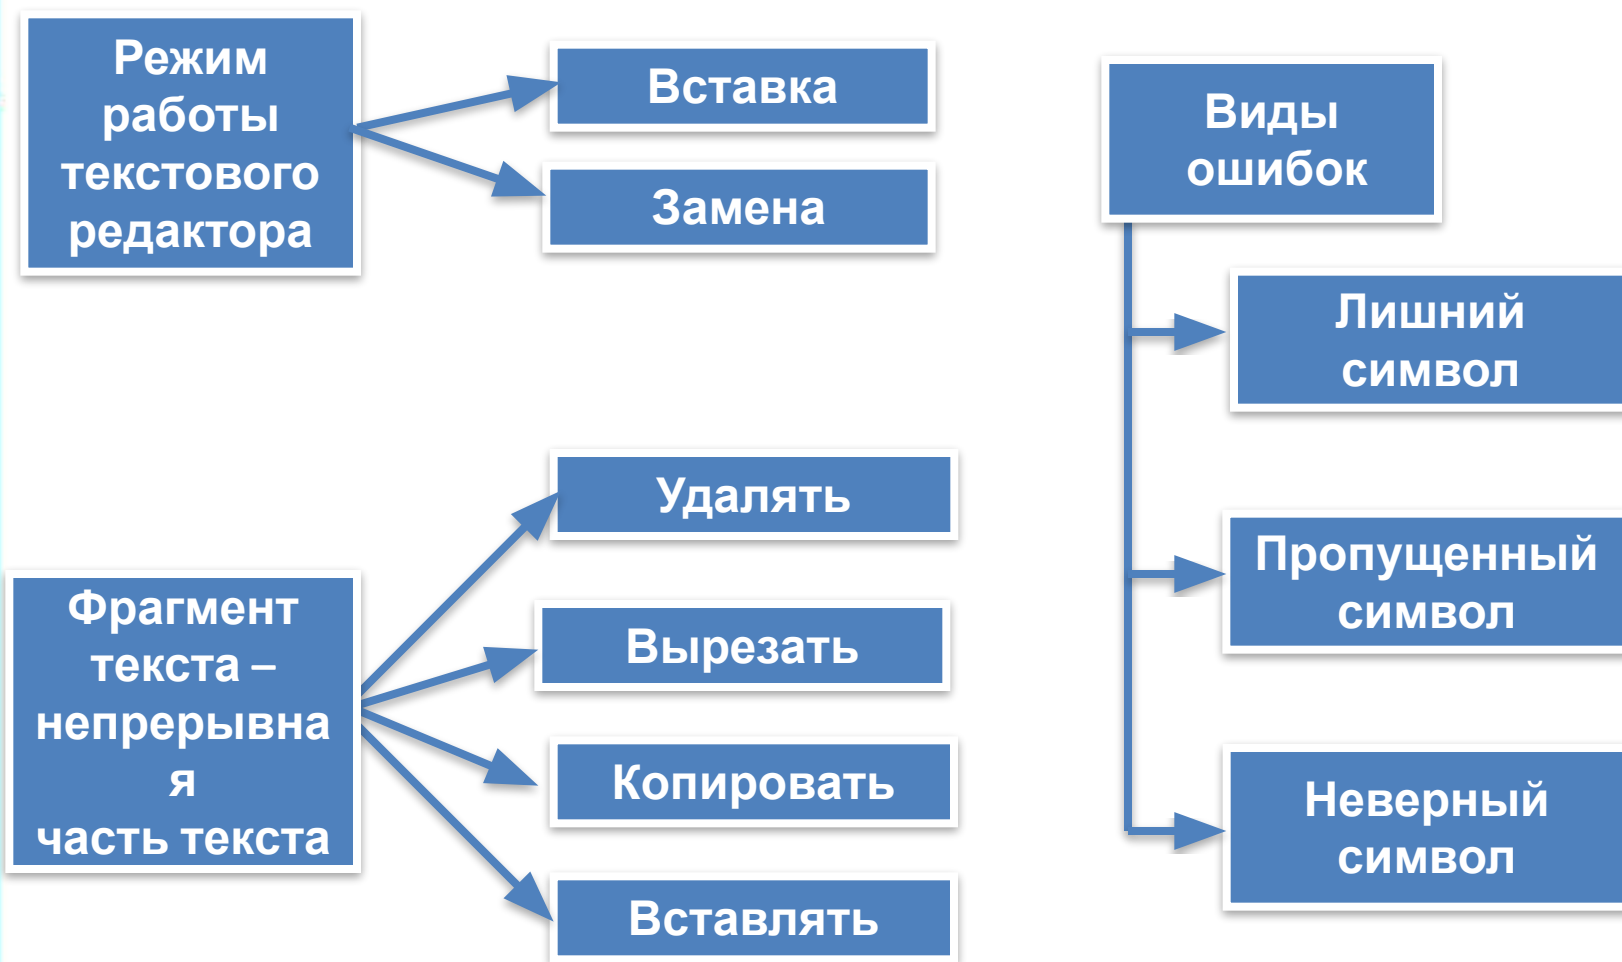 Режим
работы
текстового
редактора
Вставка
Замена
Виды
ошибок
Лишний
символ
Пропущенный
символ
Неверный
символ
Фрагмент
текста –
непрерывна
я
часть текста
Удалять
Вырезать
Копировать
Вставлять